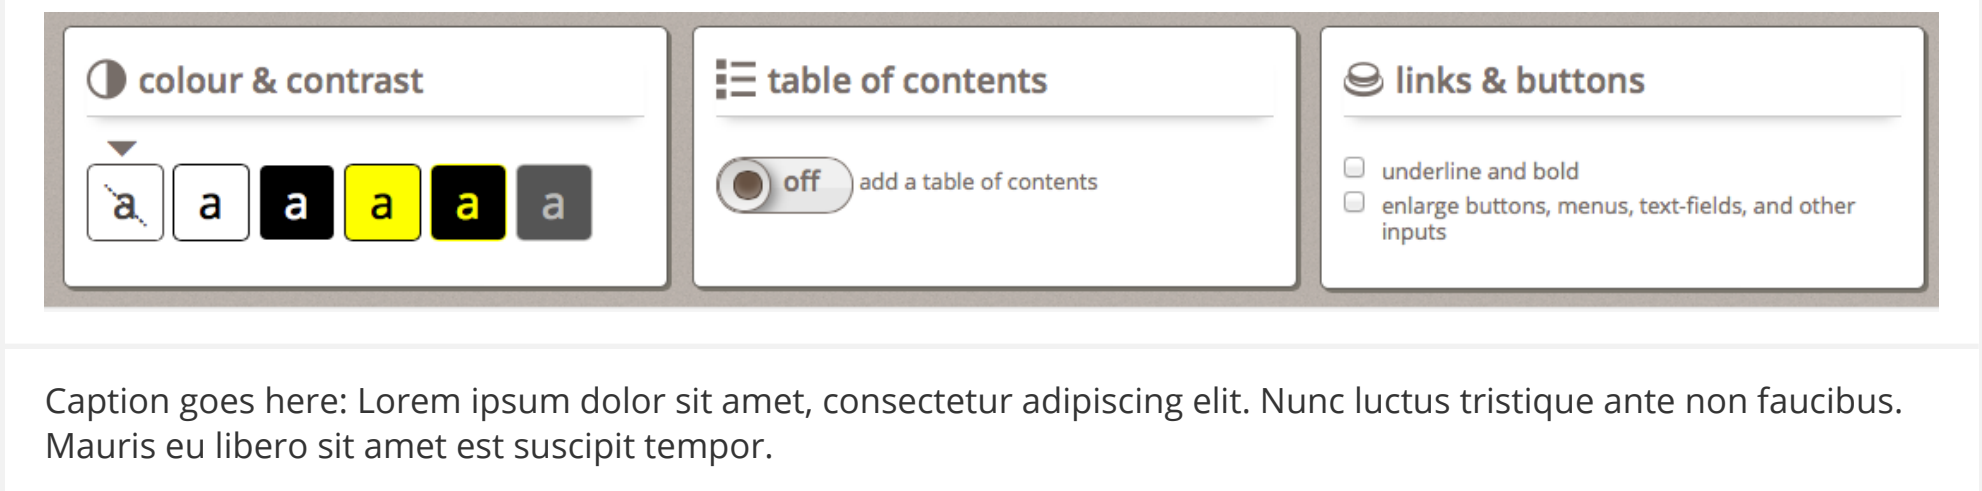 colour & contrast
a a a a a a
table of contents
off add a table of contents
links & buttons
underline and bold
enlarge buttons, menus, text-fields, and other
inputs
Caption goes here: Lorem ipsum dolor sit amet, consectetur adipiscing elit. Nunc luctus tristique ante non faucibus.
Mauris eu libero sit amet est suscipit tempor.